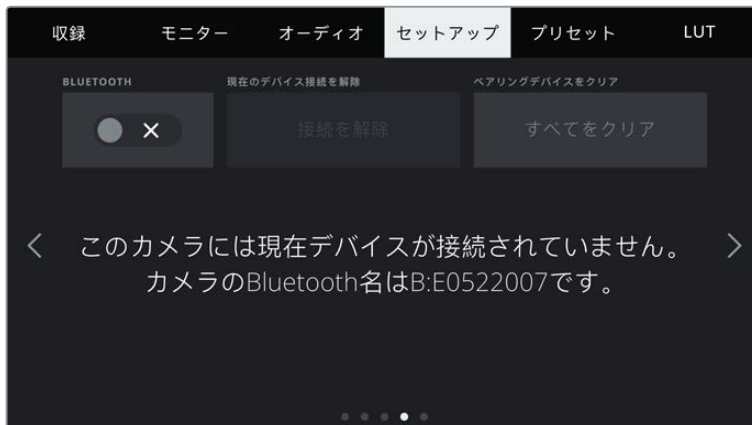 収録 モニター オーディオ セットアップ プリセット LUT
BLUETOOTH 現在のデバイス接続を解除 ペアリングデバイスをクリア
接続を解除 すべてをクリア
このカメラには現在デバイスが接続されていません。
カメラのBluetooth名はB:E0522007です。